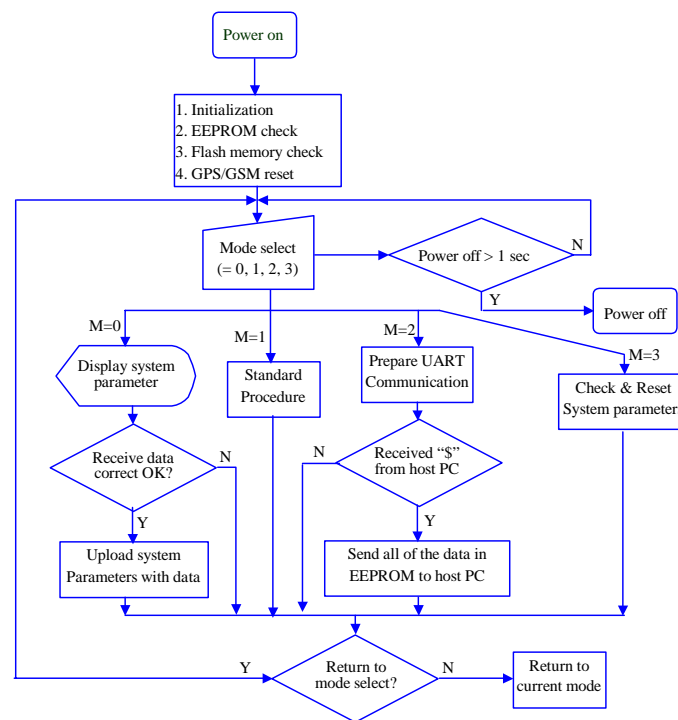 Power on
1. Initialization
2. EEPROM check
3. Flash memory check
4. GPS/GSM reset
Mode select
(= 0, 1, 2, 3)
Power off > 1 sec
N
Y
Power off
M=0
M=1
M=2
M=3
Display system
parameter
Standard
Procedure
Prepare UART
Communication
Check & Reset
System parameter
Receive data
correct OK?
N
Y
N
Received “$”
from host PC
Y
Upload system
Parameters with data
Send all of the data in
EEPROM to host PC
Y
Return to
mode select?
N
Return to
current mode